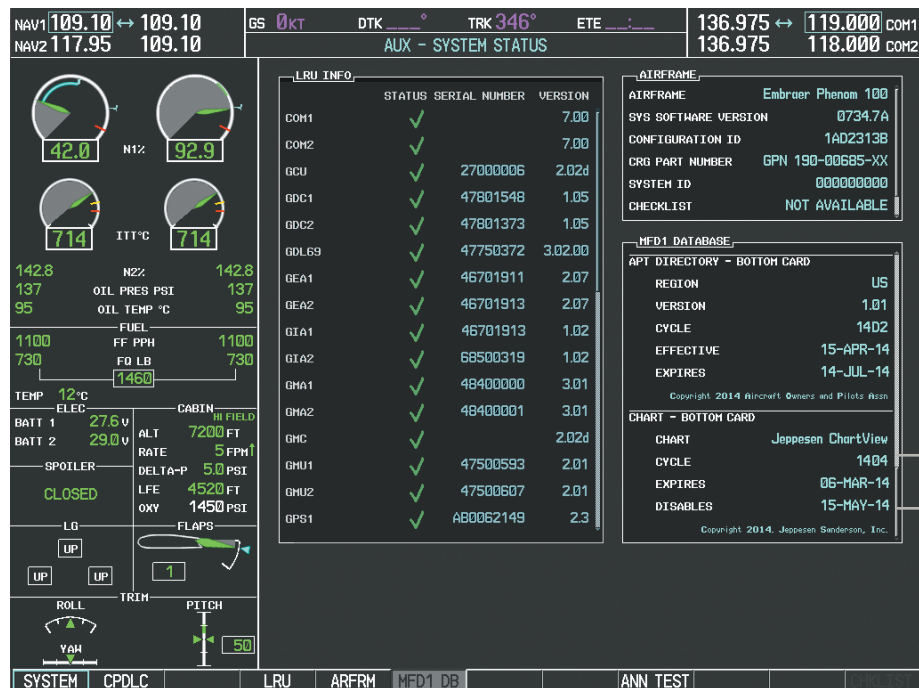 NAV1 109.10 ↔ 109.10
NAV2 117.95 109.10
GS 0KT DTK ___° TRK 346° ETE __:__
AUX - SYSTEM STATUS
136.975 ↔ 119.000 COM1
136.975 118.000 COM2
42.0 N1% 92.9
714 ITT°C 714
142.8 N2% 142.8
137 OIL PRES PSI 137
95 OIL TEMP °C 95
FUEL
1100 FF PPH 1100
730 FQ LB 730
1460
TEMP 12°C
ELEC
BATT 1 27.6 V
BATT 2 29.0 V
SPOILER
CLOSED
CABIN
HI FIELD
ALT 7200 FT
RATE 5 FPM↑
DELTA-P 5.0 PSI
LFE 4520 FT
OXY 1450 PSI
LG
UP
UP UP
FLAPS
1
TRIM
ROLL
YAW
PITCH
50
LRU INFO
STATUS SERIAL NUMBER VERSION
COM1 ✓ 7.00
COM2 ✓ 7.00
GCU ✓ 27000006 2.02d
GDC1 ✓ 47801548 1.05
GDC2 ✓ 47801373 1.05
GDL69 ✓ 47750372 3.02.00
GEA1 ✓ 46701911 2.07
GEA2 ✓ 46701913 2.07
GIA1 ✓ 46701913 1.02
GIA2 ✓ 68500319 1.02
GMA1 ✓ 48400000 3.01
GMA2 ✓ 48400001 3.01
GMC ✓ 2.02d
GMU1 ✓ 47500593 2.01
GMU2 ✓ 47500607 2.01
GPS1 ✓ AB0062149 2.3
AIRFRAME
AIRFRAME Embraer Phenom 100
SYS SOFTWARE VERSION 0734.7A
CONFIGURATION ID 1AD2313B
CRG PART NUMBER GPN 190-00685-XX
SYSTEM ID 000000000
CHECKLIST NOT AVAILABLE
MFD1 DATABASE
APT DIRECTORY - BOTTOM CARD
REGION US
VERSION 1.01
CYCLE 14D2
EFFECTIVE 15-APR-14
EXPIRES 14-JUL-14
Copyright 2014 Aircraft Owners and Pilots Assn
CHART - BOTTOM CARD
CHART Jeppesen ChartView
CYCLE 1404
EXPIRES 06-MAR-14
DISABLES 15-MAY-14
Copyright 2014, Jeppesen Sanderson, Inc.
SYSTEM CPDLC LRU ARFRM MFD1 DB ANN TEST CHKLIST